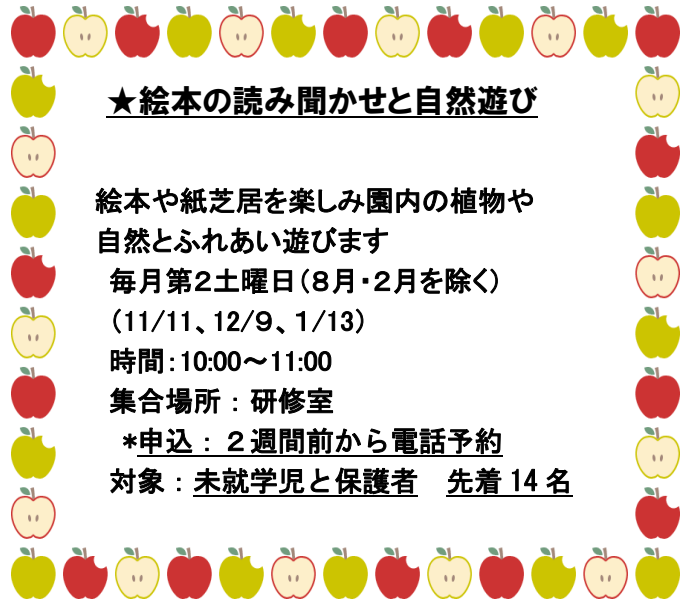 ★絵本の読み聞かせと自然遊び
絵本や紙芝居を楽しみ園内の植物や
自然とふれあい遊びます
毎月第２土曜日（８月・２月を除く）
（11/11、12/９、１/13）
時間：10:00～11:00
集合場所：研修室
*申込：２週間前から電話予約
対象：未就学児と保護者　先着14名